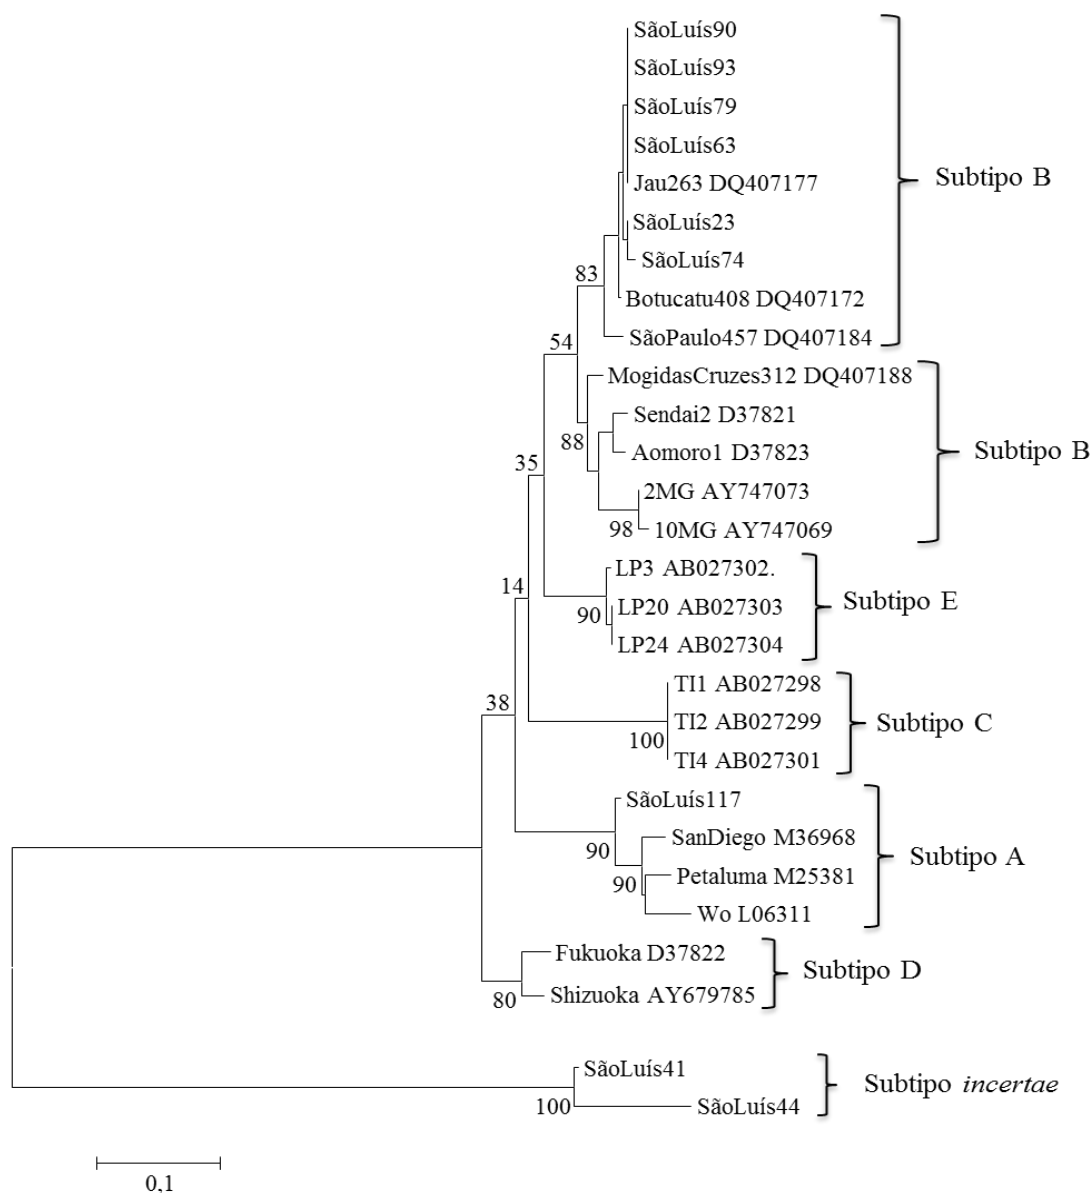 SãoLuís90
SãoLuís93
SãoLuís79
SãoLuís63
Subtipo B
Jau263 DQ407177
SãoLuís23
SãoLuís74
83
Botucatu408 DQ407172
SãoPaulo457 DQ407184
54
MogidasCruzes312 DQ407188
Sendai2 D37821
88
Subtipo B
Aomoro1 D37823
35
2MG AY747073
98
10MG AY747069
LP3 AB027302.
14
Subtipo E
LP20 AB027303
90
LP24 AB027304
TI1 AB027298
38
TI2 AB027299
Subtipo C
100
TI4 AB027301
SãoLuís117
SanDiego M36968
90
Subtipo A
Petaluma M25381
90
Wo L06311
Fukuoka D37822
Subtipo D
80
Shizuoka AY679785
SãoLuís41
Subtipo incertae
100
SãoLuís44
0,1